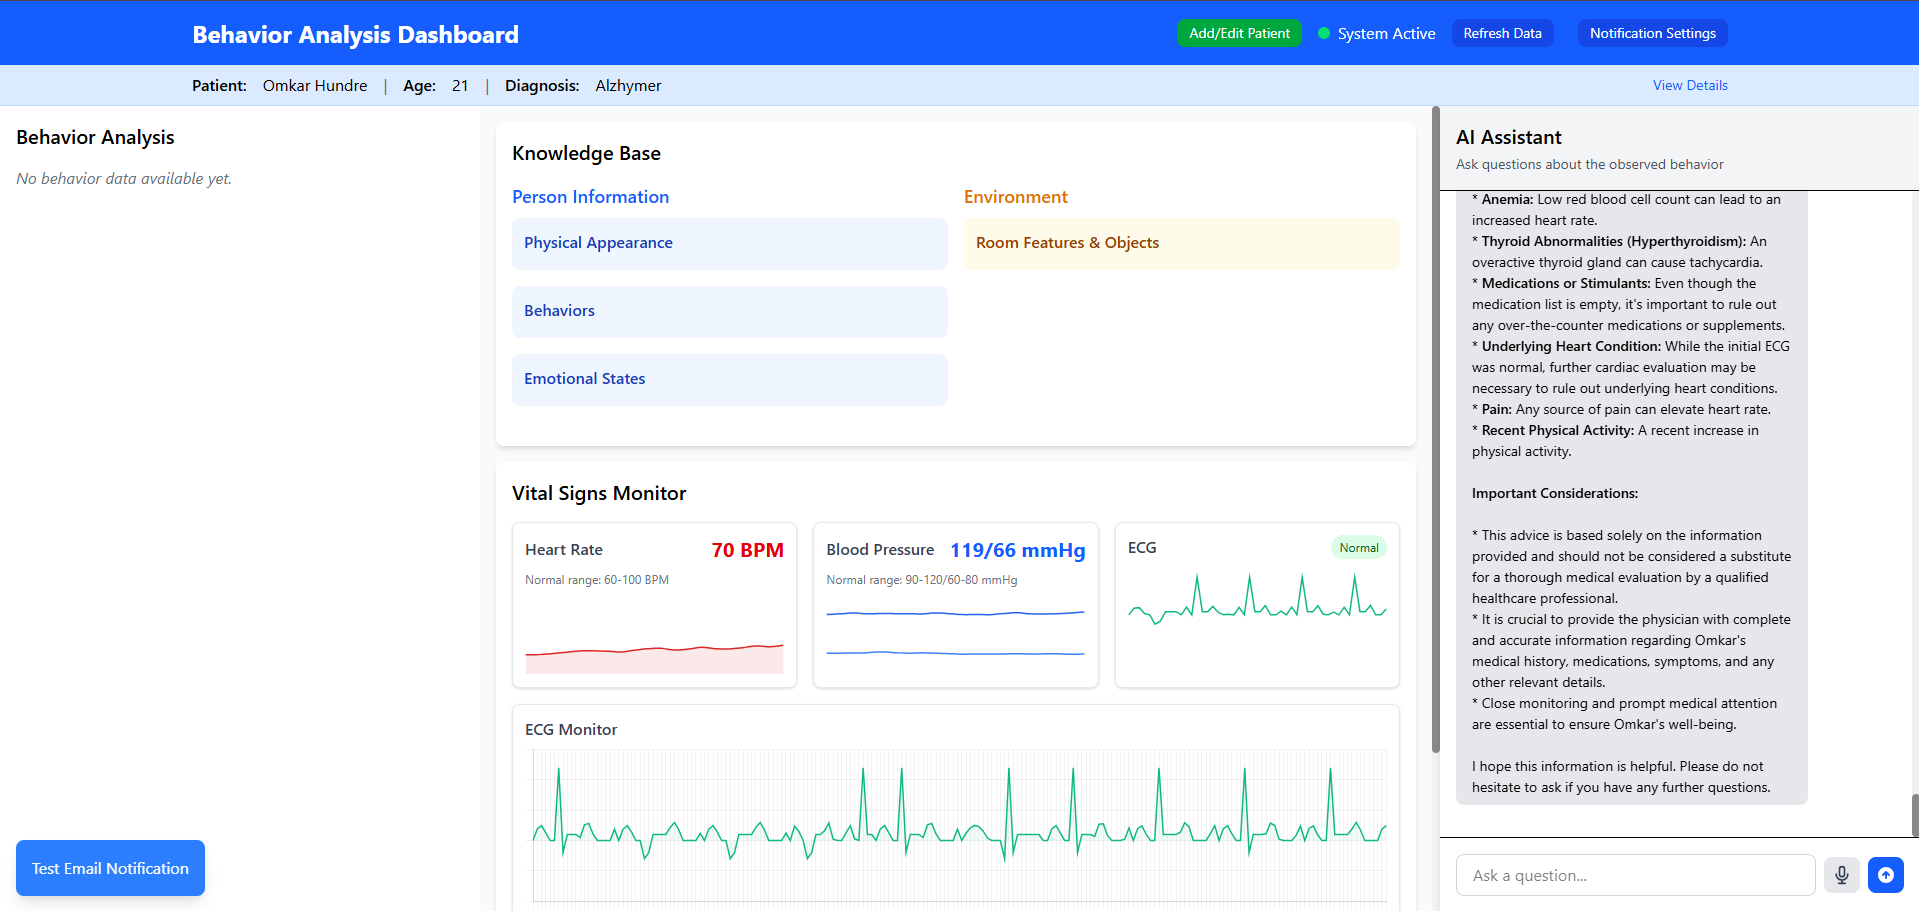 Behavior Analysis Dashboard
Add/Edit Patient
System Active
Refresh Data
Notification Settings
Patient: Omkar Hundre | Age: 21 | Diagnosis: Alzhymer
View Details
Behavior Analysis
No behavior data available yet.
Test Email Notification
Knowledge Base
Person Information
Physical Appearance
Behaviors
Emotional States
Environment
Room Features & Objects
Vital Signs Monitor
Heart Rate
70 BPM
Normal range: 60-100 BPM
Blood Pressure
119/66 mmHg
Normal range: 90-120/60-80 mmHg
ECG
Normal
ECG Monitor
AI Assistant
Ask questions about the observed behavior
* Anemia: Low red blood cell count can lead to an
increased heart rate.
* Thyroid Abnormalities (Hyperthyroidism): An
overactive thyroid gland can cause tachycardia.
* Medications or Stimulants: Even though the
medication list is empty, it's important to rule out
any over-the-counter medications or supplements.
* Underlying Heart Condition: While the initial ECG
was normal, further cardiac evaluation may be
necessary to rule out underlying heart conditions.
* Pain: Any source of pain can elevate heart rate.
* Recent Physical Activity: A recent increase in
physical activity.
Important Considerations:
* This advice is based solely on the information
provided and should not be considered a substitute
for a thorough medical evaluation by a qualified
healthcare professional.
* It is crucial to provide the physician with complete
and accurate information regarding Omkar's
medical history, medications, symptoms, and any
other relevant details.
* Close monitoring and prompt medical attention
are essential to ensure Omkar's well-being.
I hope this information is helpful. Please do not
hesitate to ask if you have any further questions.
Ask a question...